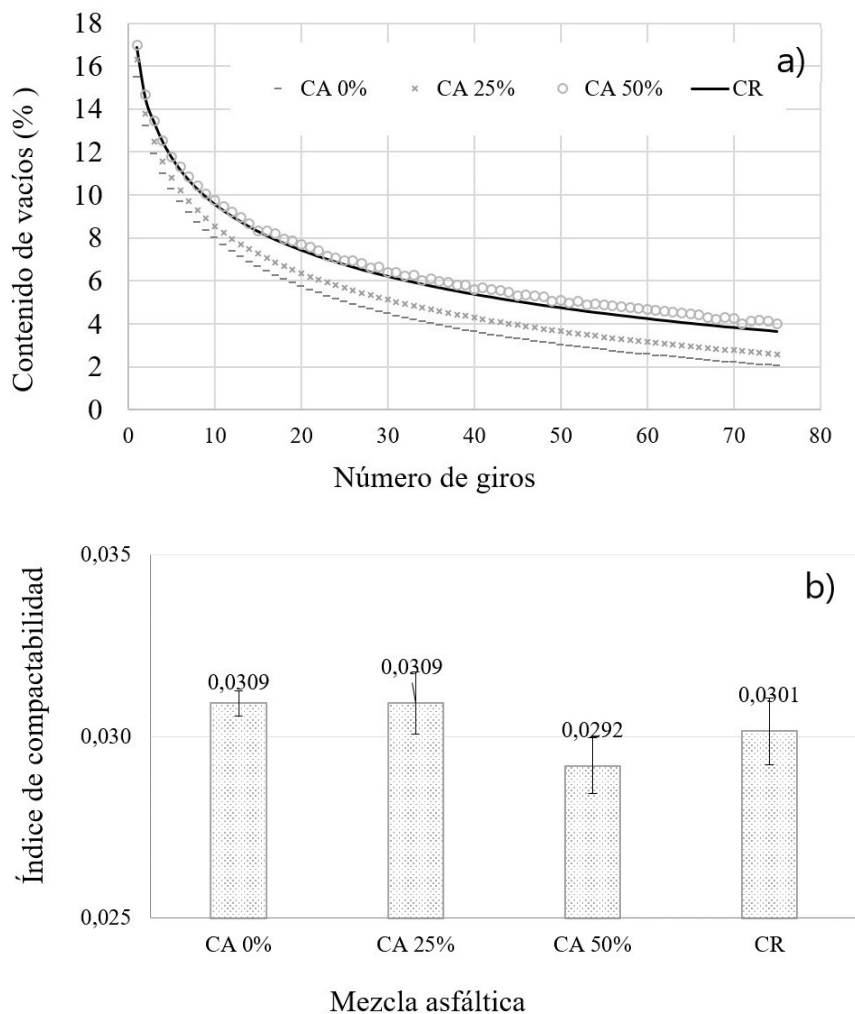 a)
CA 0% CA 25% CA 50% CR
Contenido de vacíos (% )
18
16
14
12
10
8
6
4
2
0
0 10 20 30 40 50 60 70 80
Número de giros
b)
Índice de compactabilidad
0,035
0,030
0,025
0,0309 0,0309 0,0292 0,0301
CA 0% CA 25% CA 50% CR
Mezcla asfáltica